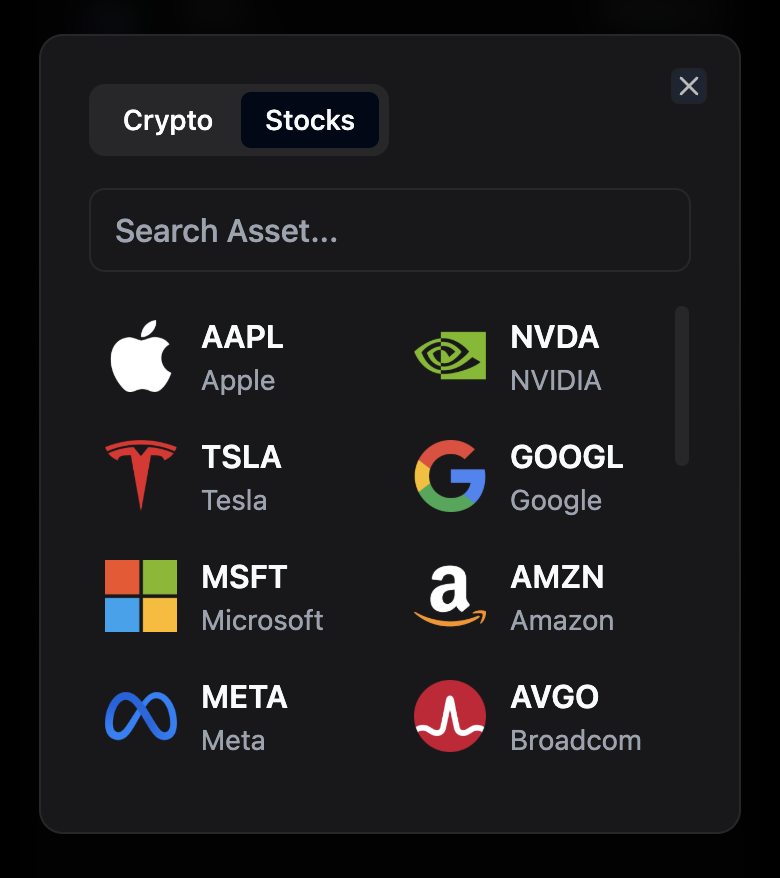 Crypto
Stocks
Search Asset...
AAPL
Apple
NVDA
NVIDIA
TSLA
Tesla
GOOGL
Google
MSFT
Microsoft
AMZN
Amazon
META
Meta
AVGO
Broadcom